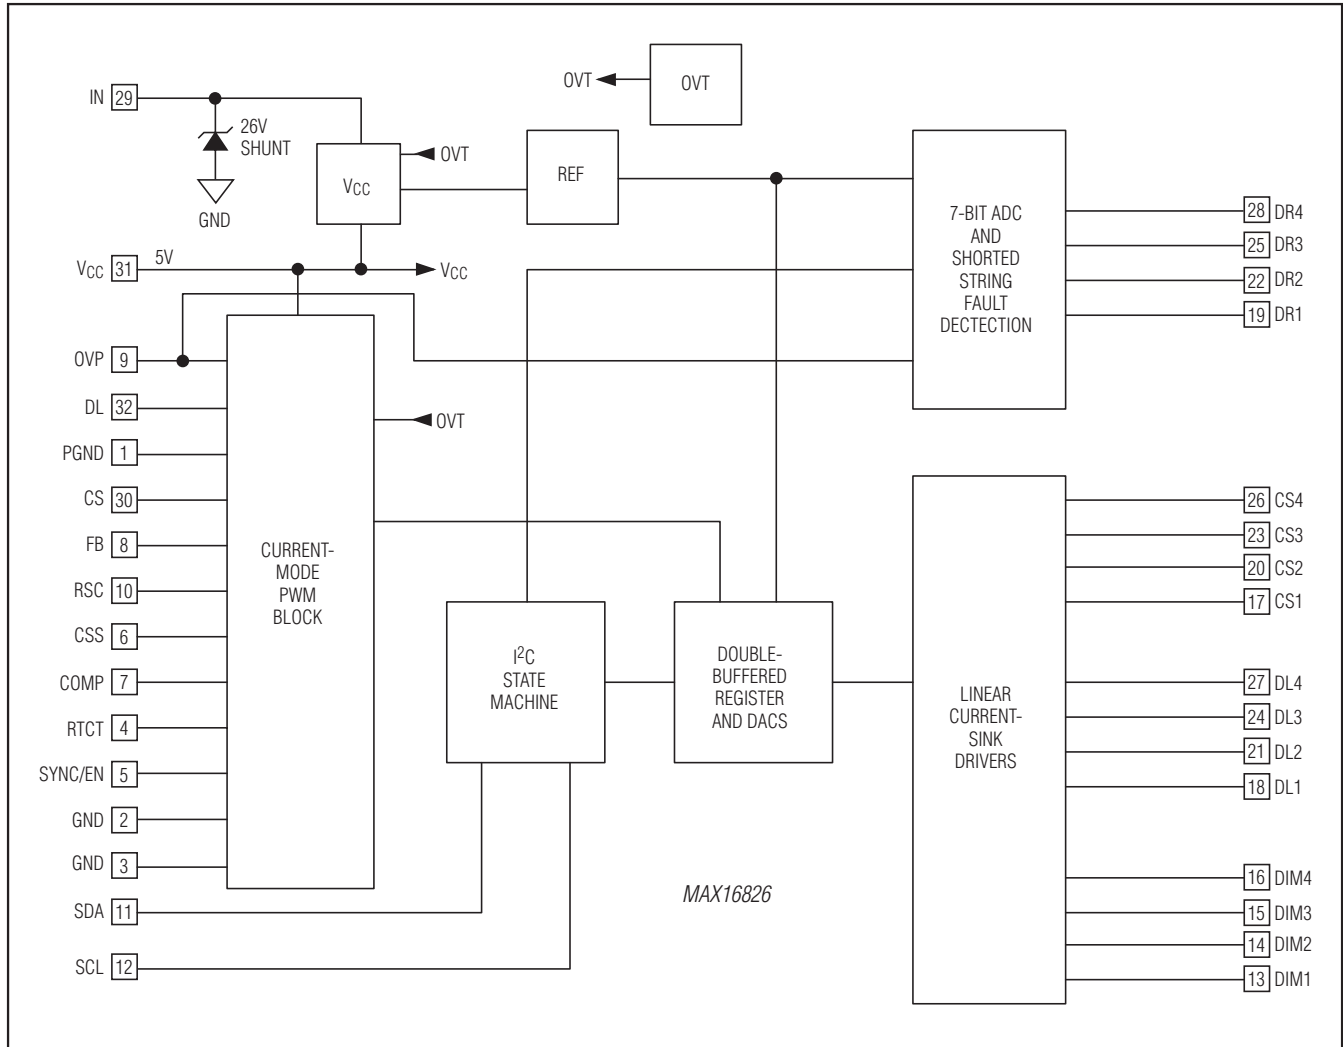 OVT
OVT
IN 29
26V
SHUNT
GND
VCC
OVT
REF
7-BIT ADC
AND
SHORTED
STRING
FAULT
DECTECTION
28 DR4
25 DR3
22 DR2
19 DR1
VCC 31
5V
VCC
OVP 9
DL 32
PGND 1
CS 30
FB 8
RSC 10
CSS 6
COMP 7
RTCT 4
SYNC/EN 5
GND 2
GND 3
SDA 11
SCL 12
OVT
CURRENT-
MODE
PWM
BLOCK
I2C
STATE
MACHINE
DOUBLE-
BUFFERED
REGISTER
AND DACS
LINEAR
CURRENT-
SINK
DRIVERS
26 CS4
23 CS3
20 CS2
17 CS1
27 DL4
24 DL3
21 DL2
18 DL1
16 DIM4
15 DIM3
14 DIM2
13 DIM1
MAX16826